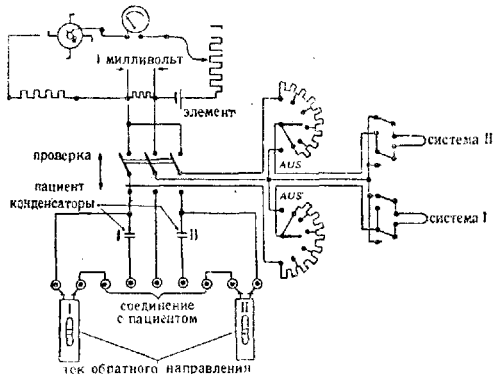 1 милливольт
элемент
проверка
пациент
конденсаторы
I
II
AUS
AUS
система II
система I
соединение
с пациентом
I
II
ток обратного направления